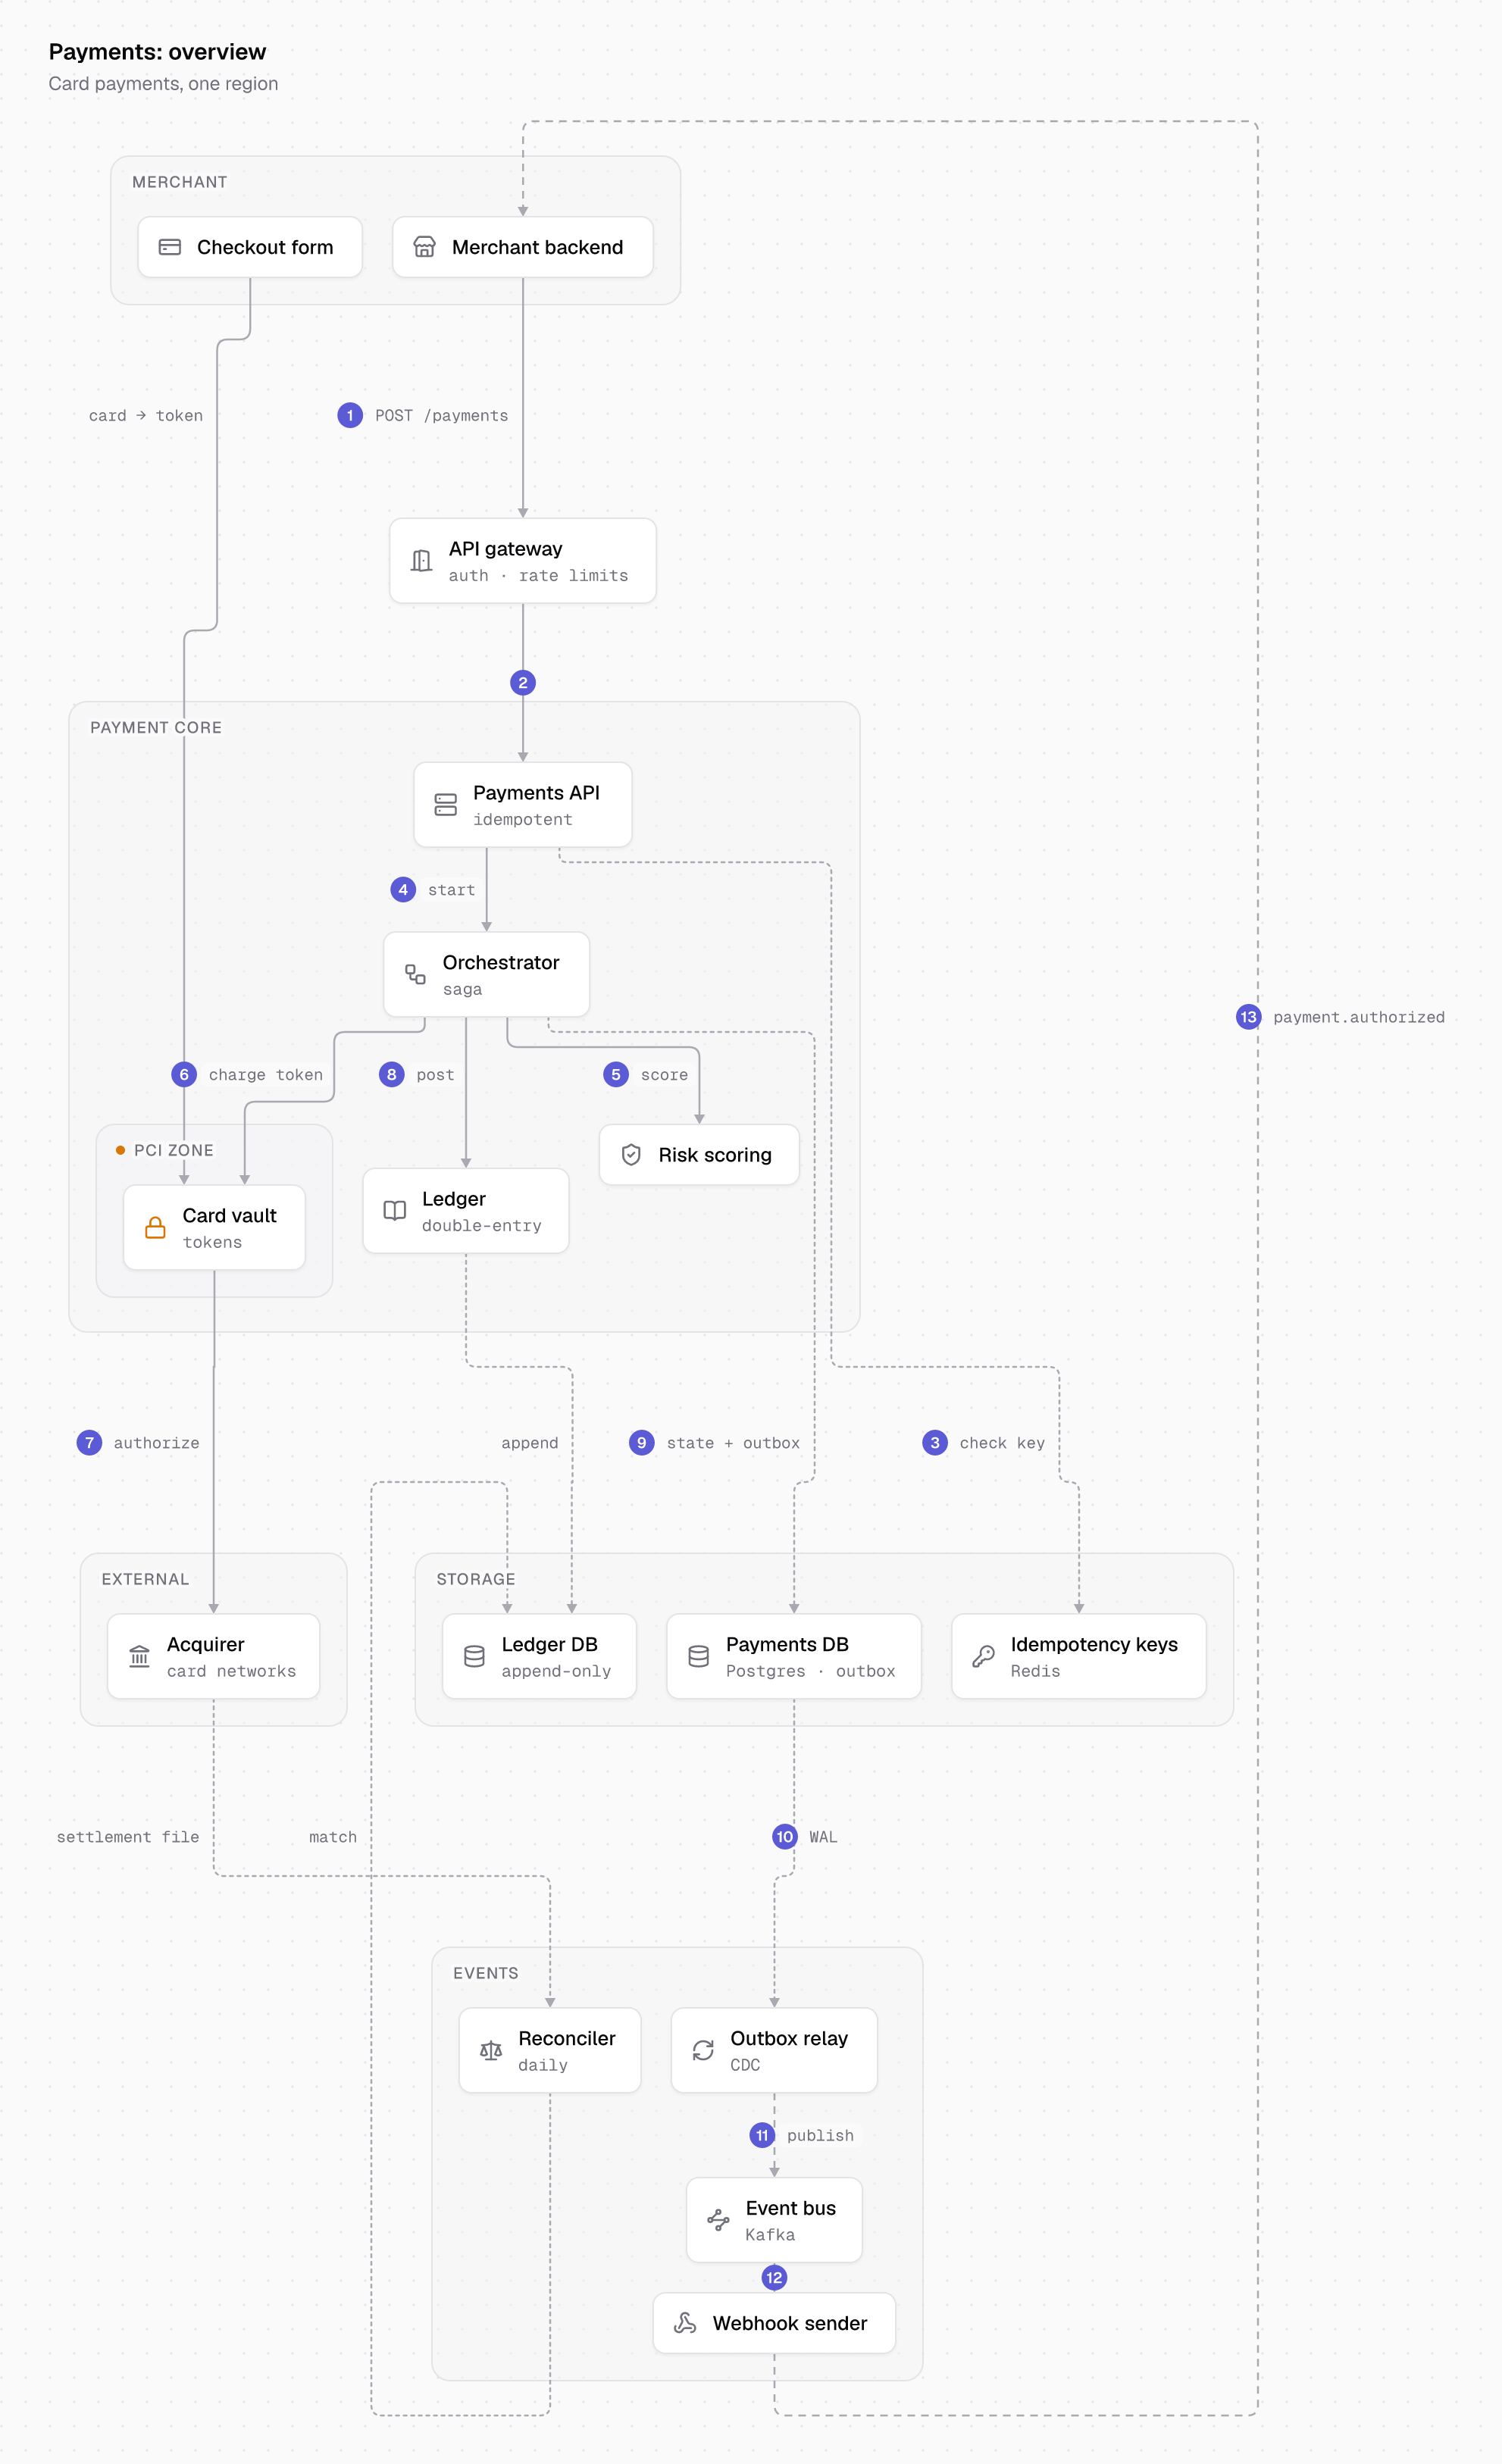 Payments: overview
Card payments, one region
MERCHANT
Checkout form
Merchant backend
card → token
1 POST /payments
API gateway
auth · rate limits
2
PAYMENT CORE
Payments API
idempotent
4 start
Orchestrator
saga
13 payment.authorized
6 charge token
8 post
5 score
PCI ZONE
Risk scoring
Card vault
tokens
Ledger
double-entry
7 authorize
append
9 state + outbox
3 check key
EXTERNAL
STORAGE
Acquirer
card networks
Ledger DB
append-only
Payments DB
Postgres · outbox
Idempotency keys
Redis
settlement file
match
10 WAL
EVENTS
Reconciler
daily
Outbox relay
CDC
11 publish
Event bus
Kafka
12
Webhook sender